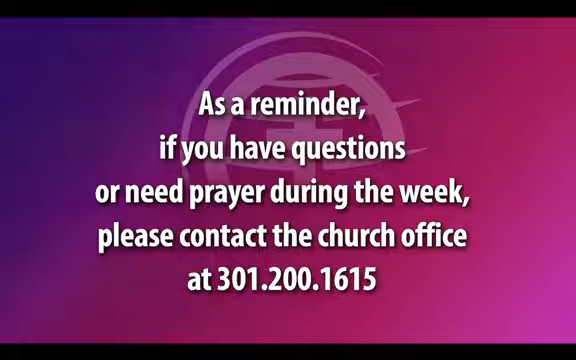 As a reminder,
if you have questions
or need prayer during the week,
please contact the church office
at 301.200.1615